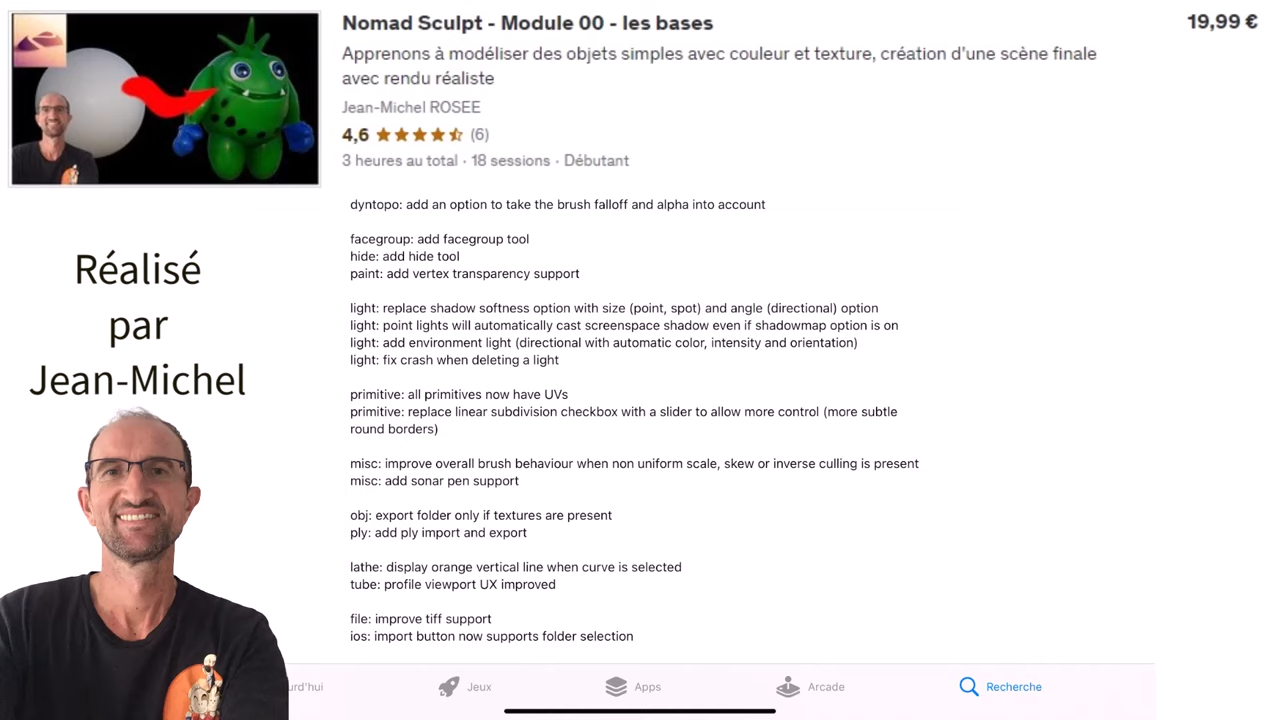 Nomad Sculpt - Module 00 - les bases
19,99 €
Apprenons à modéliser des objets simples avec couleur et texture, création d'une scène finale
avec rendu réaliste
Jean-Michel ROSEE
4,6 (6)
3 heures au total · 18 sessions · Débutant
Réalisé
par
Jean-Michel
dyntopo: add an option to take the brush falloff and alpha into account
facegroup: add facegroup tool
hide: add hide tool
paint: add vertex transparency support
light: replace shadow softness option with size (point, spot) and angle (directional) option
light: point lights will automatically cast screenspace shadow even if shadowmap option is on
light: add environment light (directional with automatic color, intensity and orientation)
light: fix crash when deleting a light
primitive: all primitives now have UVs
primitive: replace linear subdivision checkbox with a slider to allow more control (more subtle
round borders)
misc: improve overall brush behaviour when non uniform scale, skew or inverse culling is present
misc: add sonar pen support
obj: export folder only if textures are present
ply: add ply import and export
lathe: display orange vertical line when curve is selected
tube: profile viewport UX improved
file: improve tiff support
ios: import button now supports folder selection
urd'hui
Jeux
Apps
Arcade
Recherche